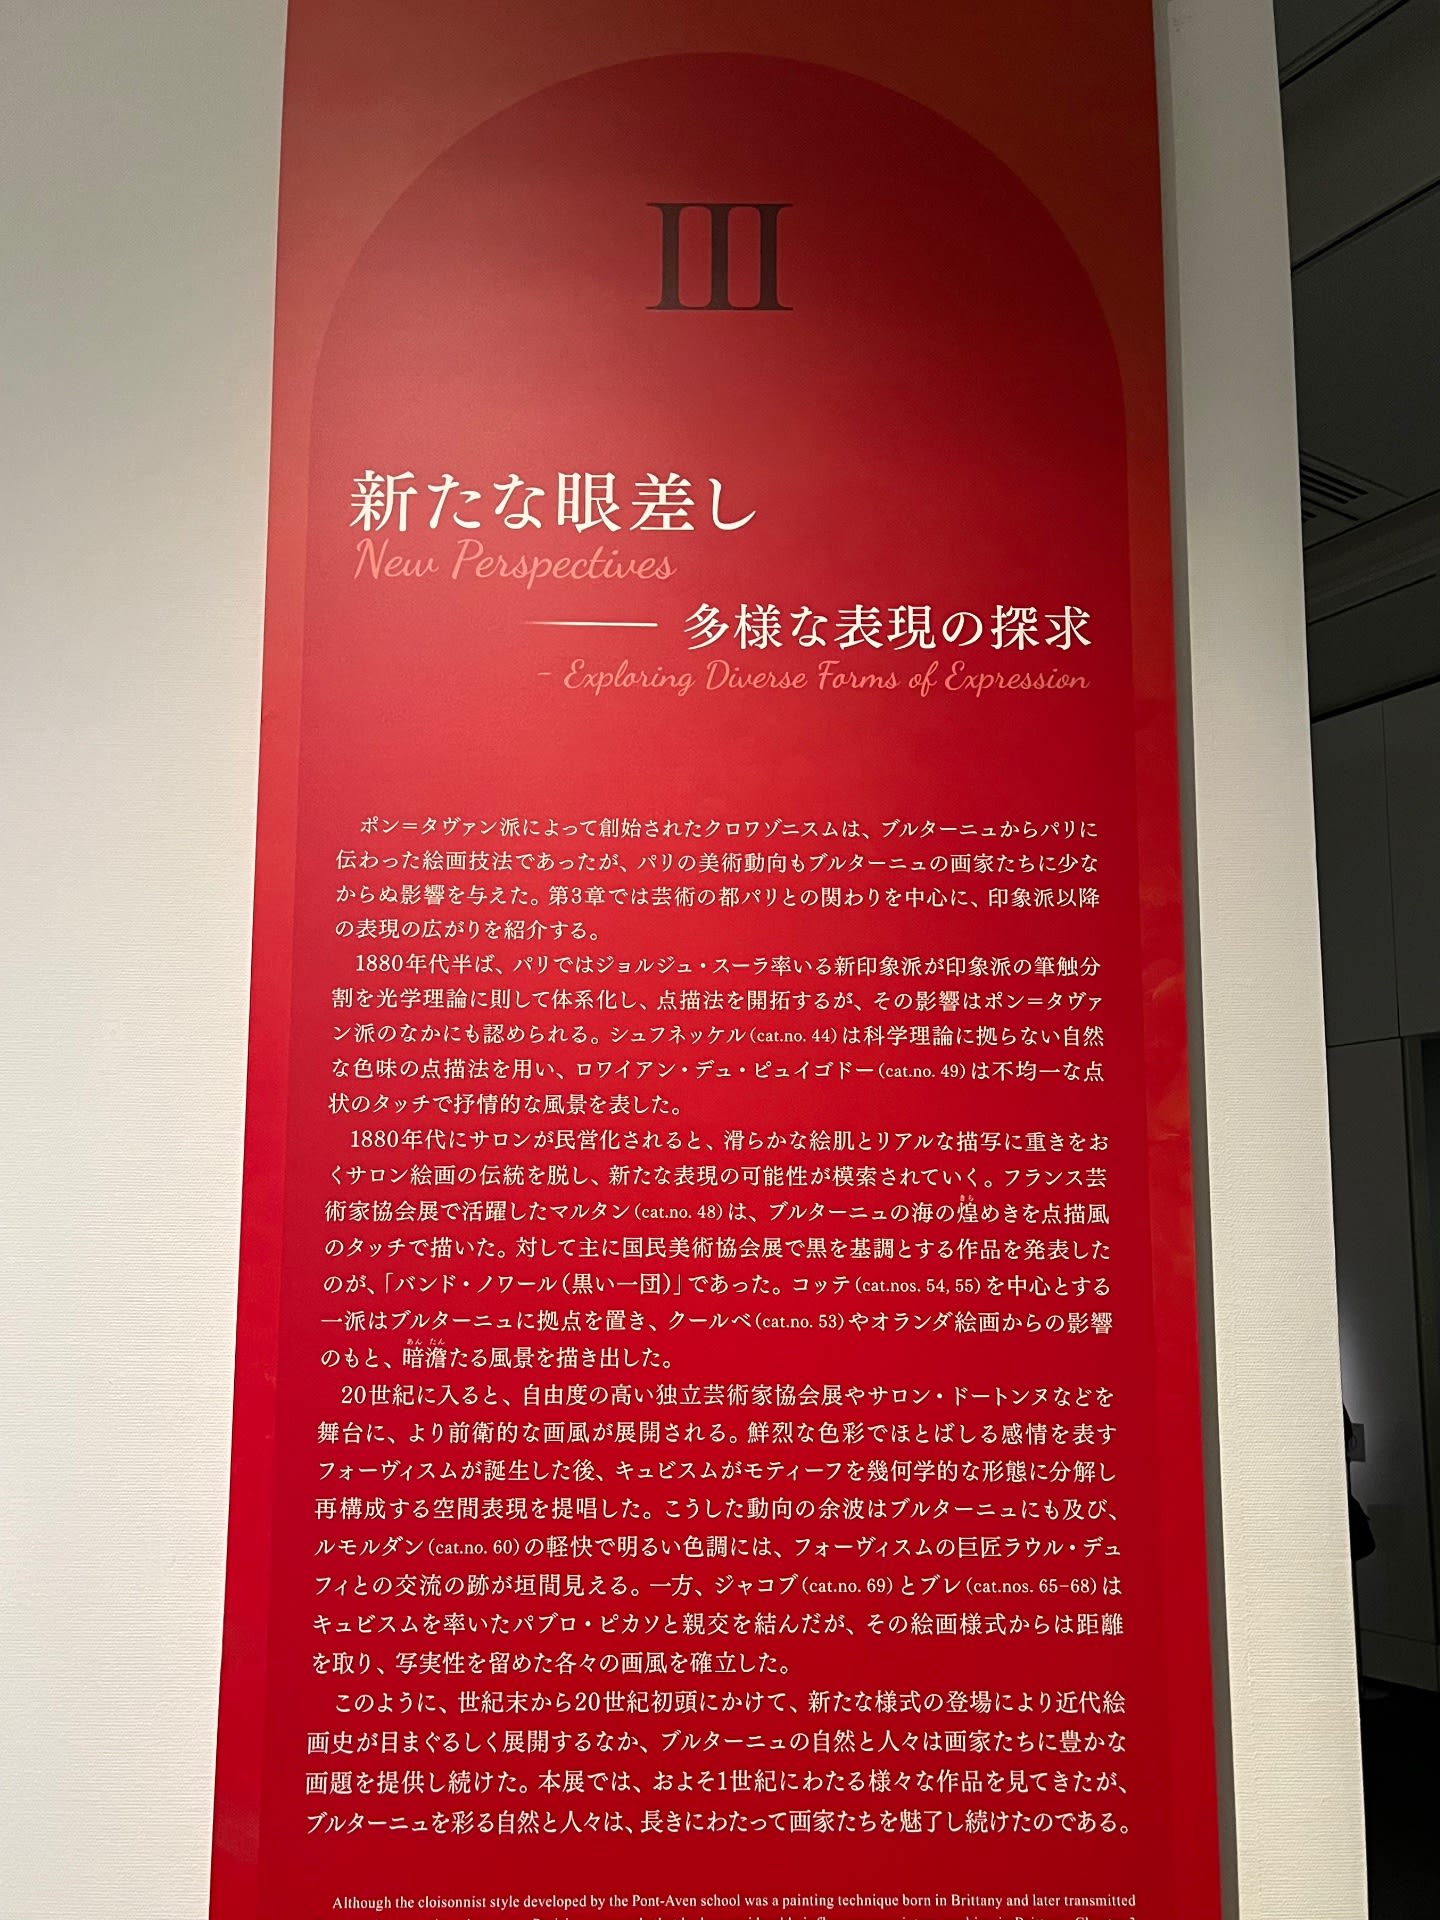 III
新たな眼差し
New Perspectives
―― 多様な表現の探求
- Exploring Diverse Forms of Expression
ポン＝タヴァン派によって創始されたクロワゾニスムは、ブルターニュからパリに
伝わった絵画技法であったが、パリの美術動向もブルターニュの画家たちに少な
からぬ影響を与えた。第3章では芸術の都パリとの関わりを中心に、印象派以降
の表現の広がりを紹介する。
1880年代半ば、パリではジョルジュ・スーラ率いる新印象派が印象派の筆触分
割を光学理論に則して体系化し、点描法を開拓するが、その影響はポン＝タヴァ
ン派のなかにも認められる。シュフネッケル（cat.no. 44）は科学理論に拠らない自然
な色味の点描法を用い、ロワイアン・デュ・ピュイゴドー（cat.no. 49）は不均一な点
状のタッチで抒情的な風景を表した。
1880年代にサロンが民営化されると、滑らかな絵肌とリアルな描写に重きをお
くサロン絵画の伝統を脱し、新たな表現の可能性が模索されていく。フランス芸
術家協会展で活躍したマルタン（cat.no. 48）は、ブルターニュの海の煌めきを点描風
のタッチで描いた。対して主に国民美術協会展で黒を基調とする作品を発表した
のが、「バンド・ノワール（黒い一団）」であった。コッテ（cat.nos. 54, 55）を中心とする
一派はブルターニュに拠点を置き、クールベ（cat.no. 53）やオランダ絵画からの影響
のもと、暗澹たる風景を描き出した。
20世紀に入ると、自由度の高い独立芸術家協会展やサロン・ドートンヌなどを
舞台に、より前衛的な画風が展開される。鮮烈な色彩でほとばしる感情を表す
フォーヴィスムが誕生した後、キュビスムがモティーフを幾何学的な形態に分解し
再構成する空間表現を提唱した。こうした動向の余波はブルターニュにも及び、
ルモルダン（cat.no. 60）の軽快で明るい色調には、フォーヴィスムの巨匠ラウル・デュ
フィとの交流の跡が垣間見える。一方、ジャコブ（cat.no. 69）とブレ（cat.nos. 65-68）は
キュビスムを率いたパブロ・ピカソと親交を結んだが、その絵画様式からは距離
を取り、写実性を留めた各々の画風を確立した。
このように、世紀末から20世紀初頭にかけて、新たな様式の登場により近代絵
画史が目まぐるしく展開するなか、ブルターニュの自然と人々は画家たちに豊かな
画題を提供し続けた。本展では、およそ1世紀にわたる様々な作品を見てきたが、
ブルターニュを彩る自然と人々は、長きにわたって画家たちを魅了し続けたのである。
Although the cloisonnist style developed by the Pont-Aven school was a painting technique born in Brittany and later transmitted